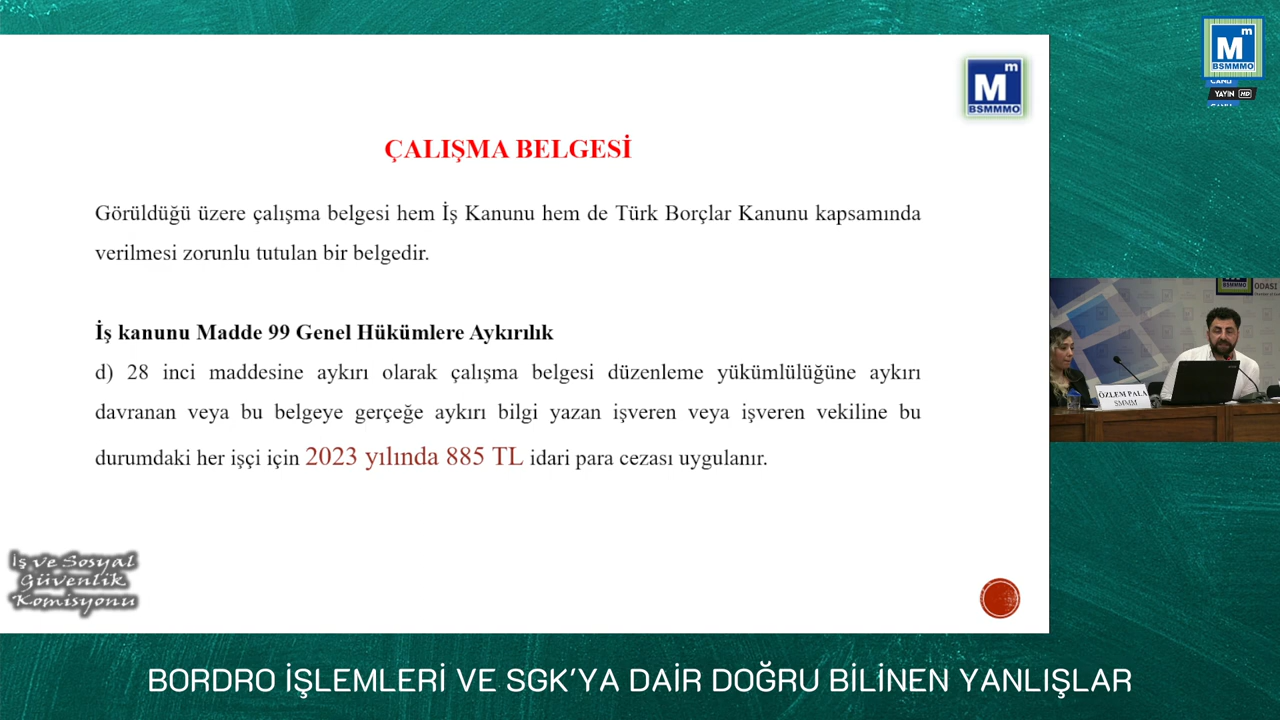 M m
BSMMMO
CANLI
YAYIN HD
M m
BSMMMO
ÇALIŞMA BELGESİ
Görüldüğü üzere çalışma belgesi hem İş Kanunu hem de Türk Borçlar Kanunu kapsamında
verilmesi zorunlu tutulan bir belgedir.
İş kanunu Madde 99 Genel Hükümlere Aykırılık
d) 28 inci maddesine aykırı olarak çalışma belgesi düzenleme yükümlülüğüne aykırı
davranan veya bu belgeye gerçeğe aykırı bilgi yazan işveren veya işveren vekiline bu
durumdaki her işçi için 2023 yılında 885 TL idari para cezası uygulanır.
BSMMMO
ODASI
ÖZLEM PALA
SMMM
İş ve Sosyal
Güvenlik
Komisyonu
BORDRO İŞLEMLERİ VE SGK'YA DAİR DOĞRU BİLİNEN YANLIŞLAR